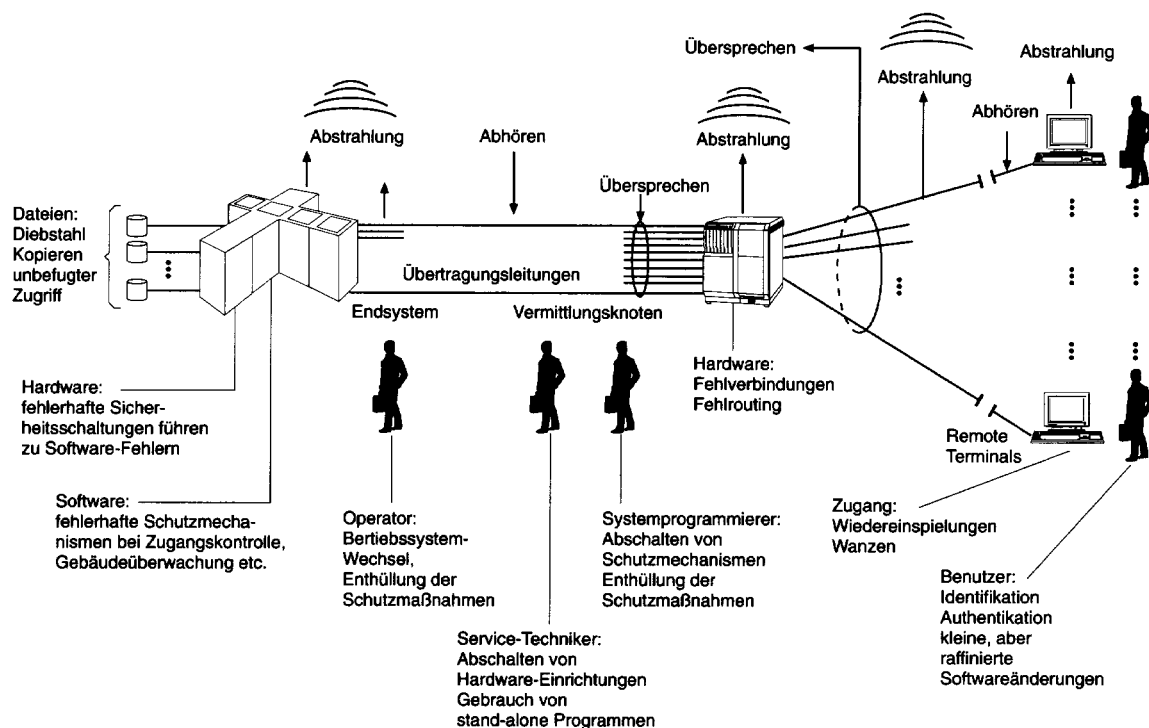 Übersprechen
Abstrahlung
Abstrahlung
Abstrahlung
Abhören
Abstrahlung
Abhören
Übersprechen
Dateien:
Diebstahl
Kopieren
unbefugter
Zugriff
Übertragungsleitungen
Endsystem
Vermittlungsknoten
Hardware:
fehlerhafte Sicher-
heitsschaltungen führen
zu Software-Fehlern
Hardware:
Fehlverbindungen
Fehlrouting
Remote
Terminals
Software:
fehlerhafte Schutzmecha-
nismen bei Zugangskontrolle,
Gebäudeüberwachung etc.
Operator:
Bertiebssystem-
Wechsel,
Enthüllung der
Schutzmaßnahmen
Service-Techniker:
Abschalten von
Hardware-Einrichtungen
Gebrauch von
stand-alone Programmen
Systemprogrammierer:
Abschalten von
Schutzmechanismen
Enthüllung der
Schutzmaßnahmen
Zugang:
Wiedereinspielungen
Wanzen
Benutzer:
Identifikation
Authentikation
kleine, aber
raffinierte
Softwareänderungen